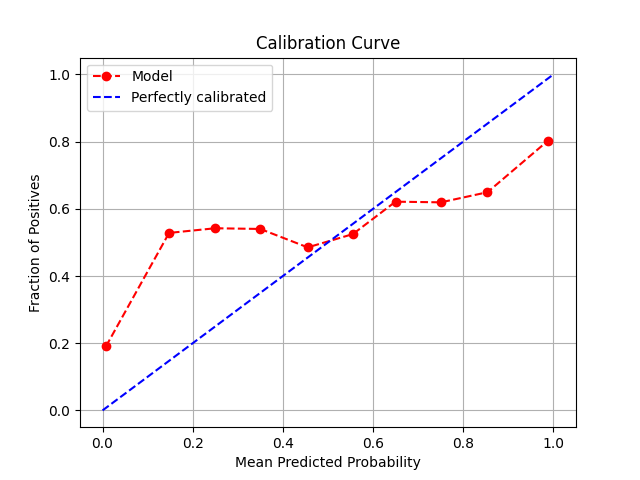 Calibration Curve
Model
Perfectly calibrated
1.0
0.8
0.6
0.4
0.2
0.0
Fraction of Positives
0.0 0.2 0.4 0.6 0.8 1.0
Mean Predicted Probability